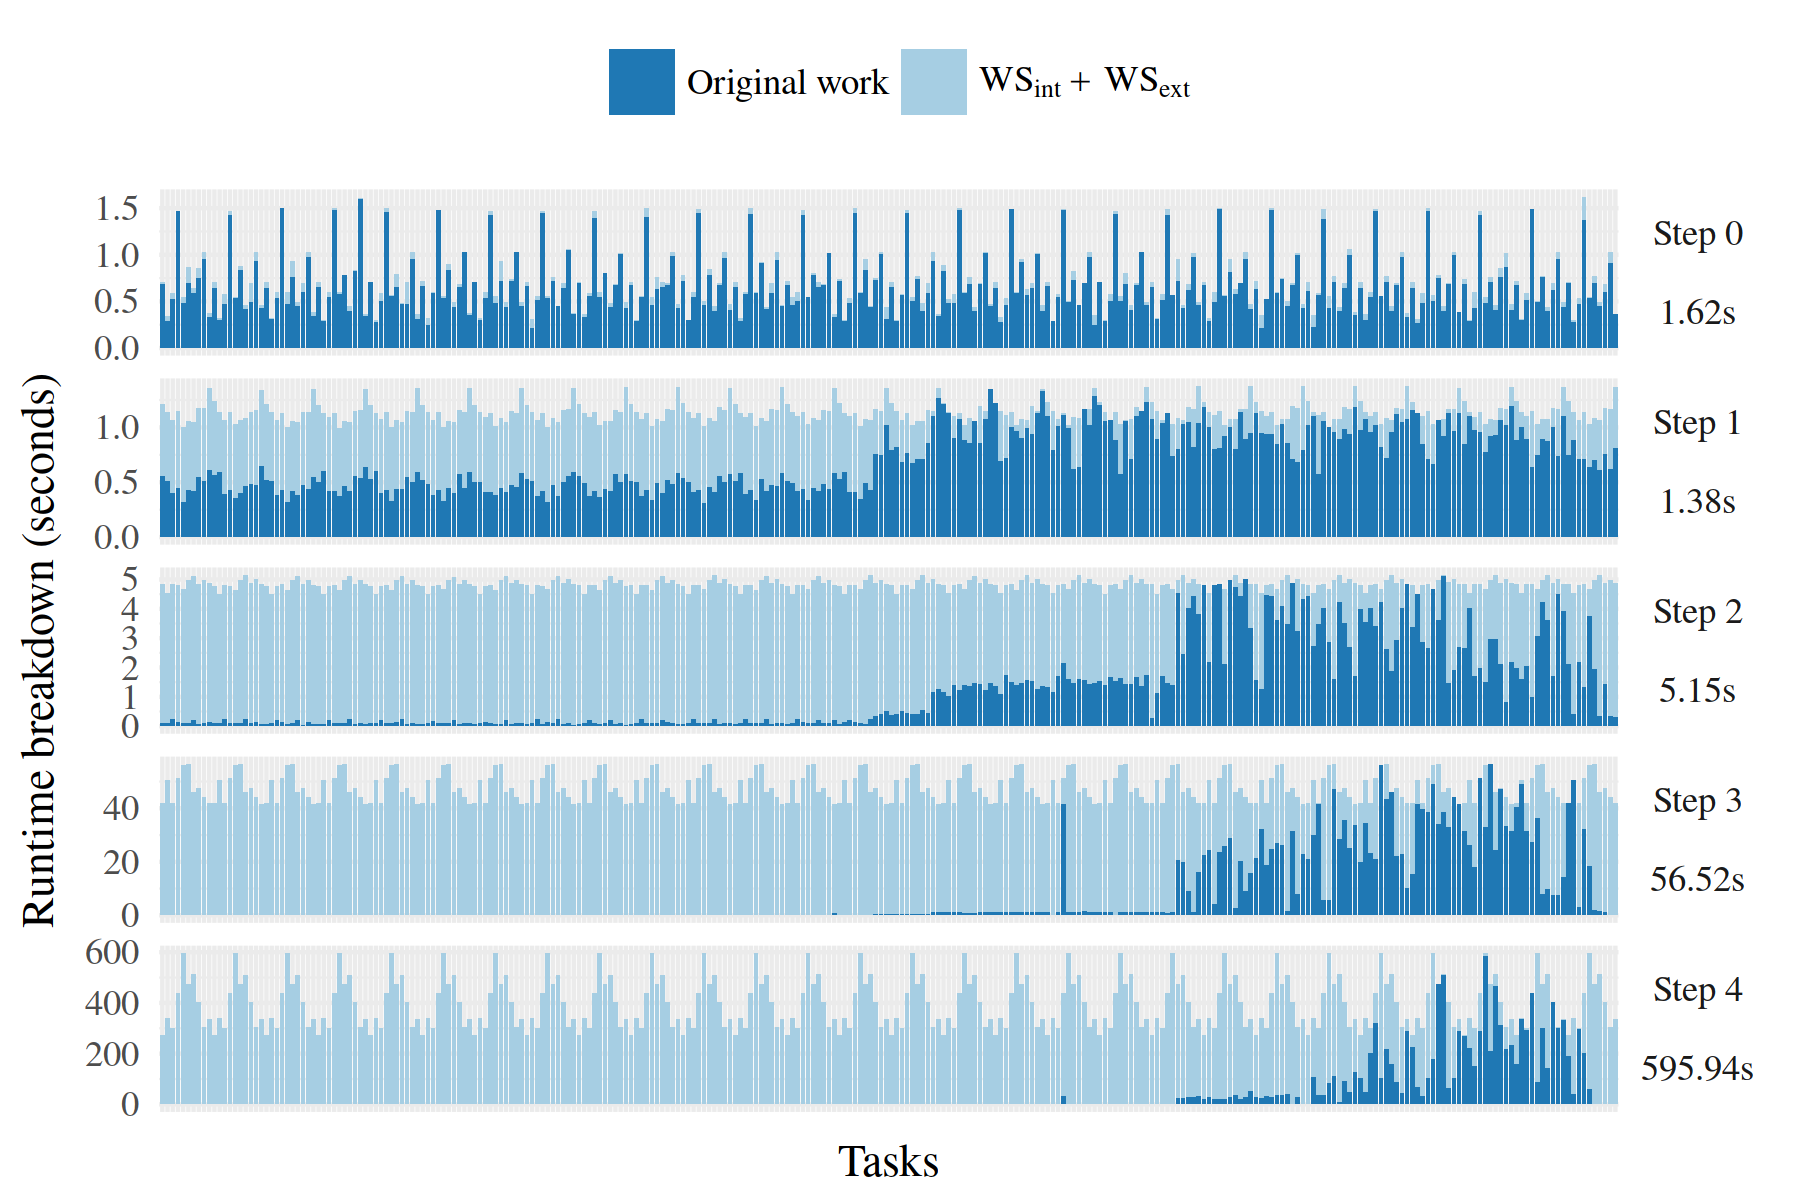 Original work WSint + WSext
1.5
1.0
0.5
0.0
Step 0
1.62s
1.0
0.5
0.0
Step 1
1.38s
5
4
3
2
1
0
Step 2
5.15s
40
20
0
Step 3
56.52s
600
400
200
0
Step 4
595.94s
Runtime breakdown (seconds)
Tasks